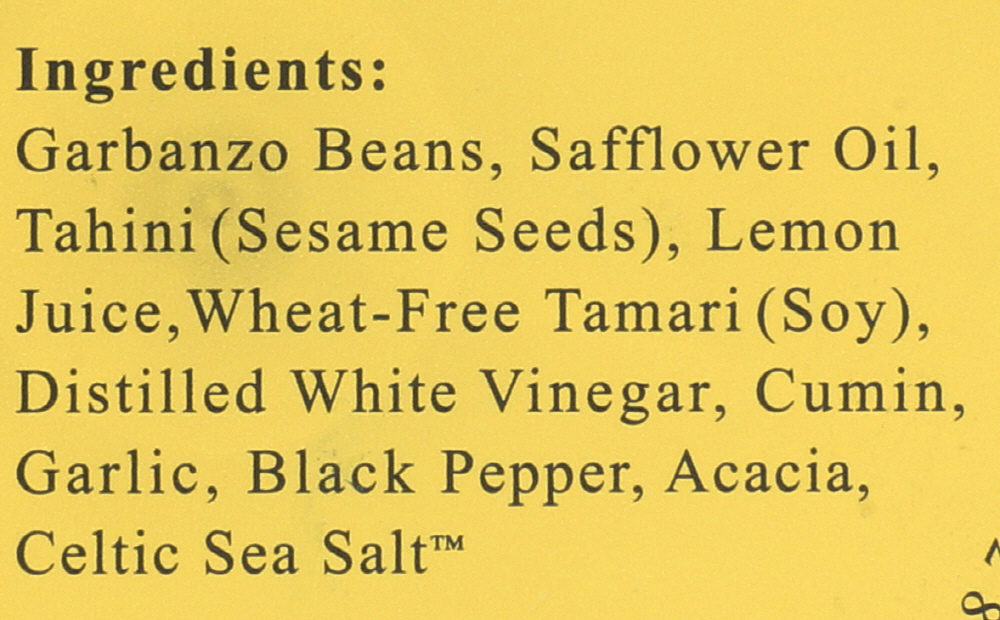 Ingredients:
Garbanzo Beans, Safflower Oil,
Tahini (Sesame Seeds), Lemon
Juice, Wheat-Free Tamari (Soy),
Distilled White Vinegar, Cumin,
Garlic, Black Pepper, Acacia,
Celtic Sea Salt™